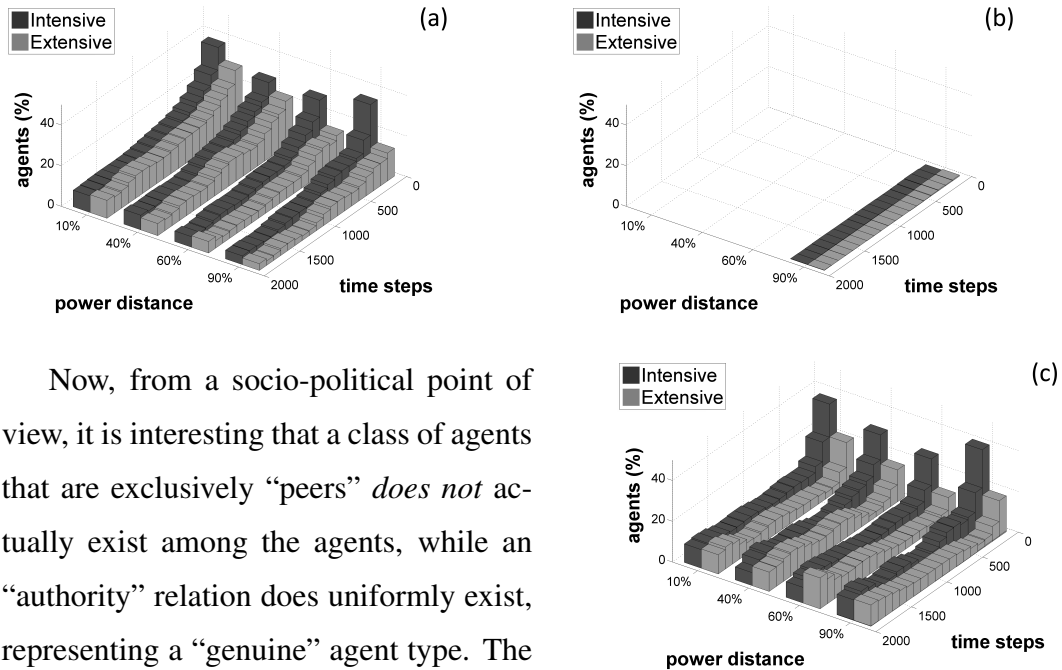 (a)
Intensive
Extensive
agents (%)
40
20
0
10%
40%
60%
90%
0
500
1000
1500
2000
power distance
time steps
(b)
Intensive
Extensive
agents (%)
40
20
0
10%
40%
60%
90%
0
500
1000
1500
2000
power distance
time steps
Now, from a socio-political point of
view, it is interesting that a class of agents
that are exclusively “peers” does not ac-
tually exist among the agents, while an
“authority” relation does uniformly exist,
representing a “genuine” agent type. The
(c)
Intensive
Extensive
agents (%)
40
20
0
10%
40%
60%
90%
0
500
1000
1500
2000
power distance
time steps